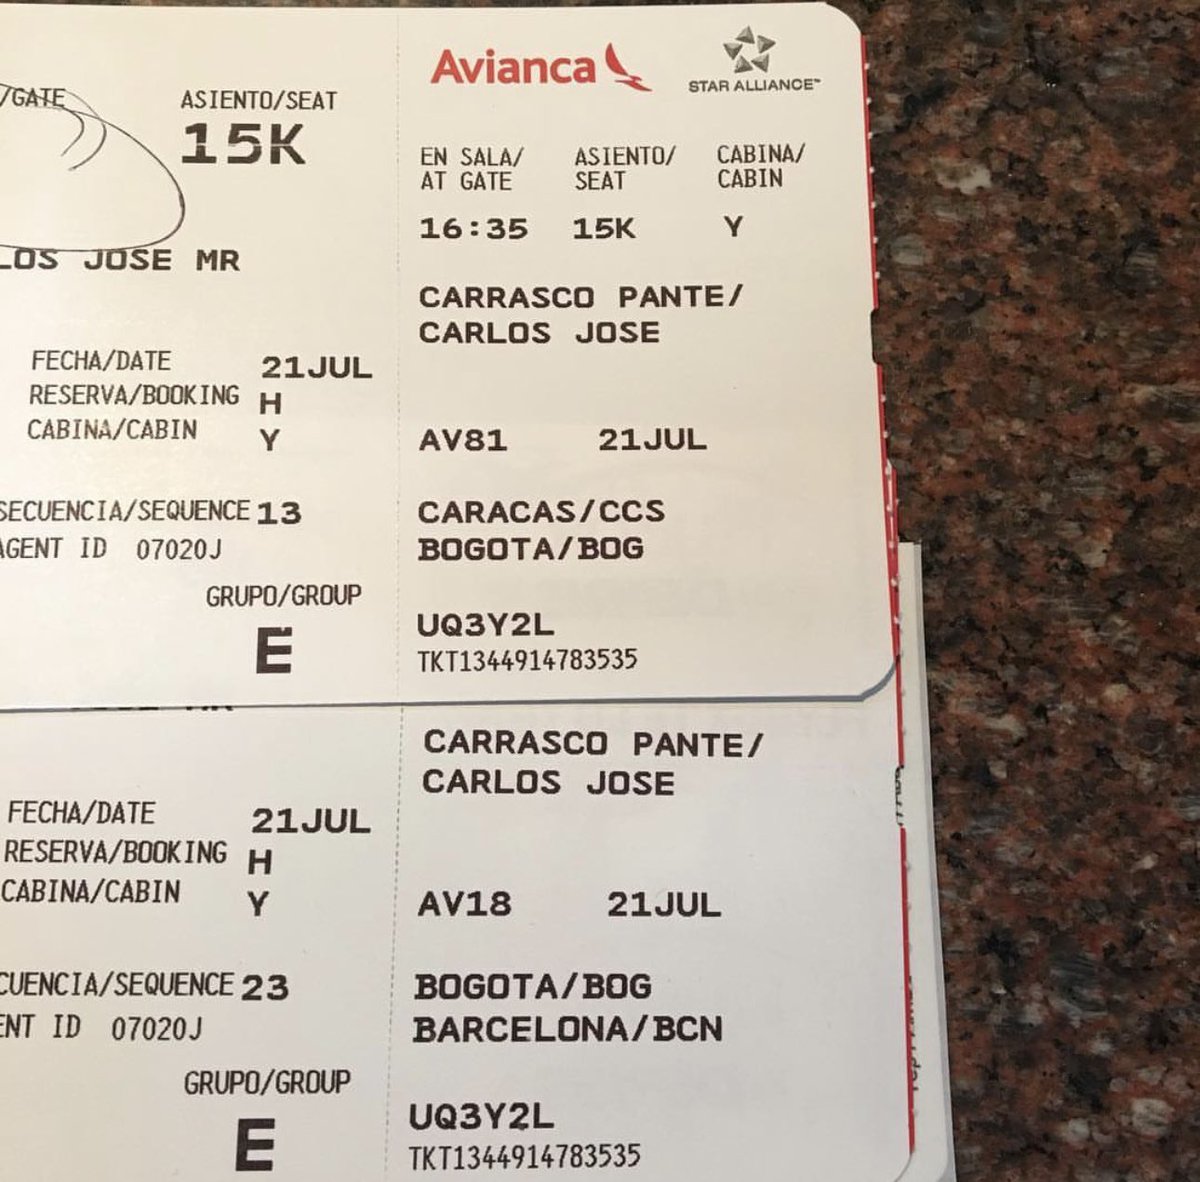 /GATE
ASIENTO/SEAT
15K
LOS JOSE MR
FECHA/DATE 21JUL
RESERVA/BOOKING H
CABINA/CABIN Y
SECUENCIA/SEQUENCE 13
AGENT ID 07020J
GRUPO/GROUP
E
Avianca
STAR ALLIANCE™
EN SALA/ ASIENTO/ CABINA/
AT GATE SEAT CABIN
16:35 15K Y
CARRASCO PANTE/
CARLOS JOSE
AV81 21JUL
CARACAS/CCS
BOGOTA/BOG
UQ3Y2L
TKT1344914783535
FECHA/DATE 21JUL
RESERVA/BOOKING H
CABINA/CABIN Y
CUENCIA/SEQUENCE 23
ENT ID 07020J
GRUPO/GROUP
E
CARRASCO PANTE/
CARLOS JOSE
AV18 21JUL
BOGOTA/BOG
BARCELONA/BCN
UQ3Y2L
TKT1344914783535